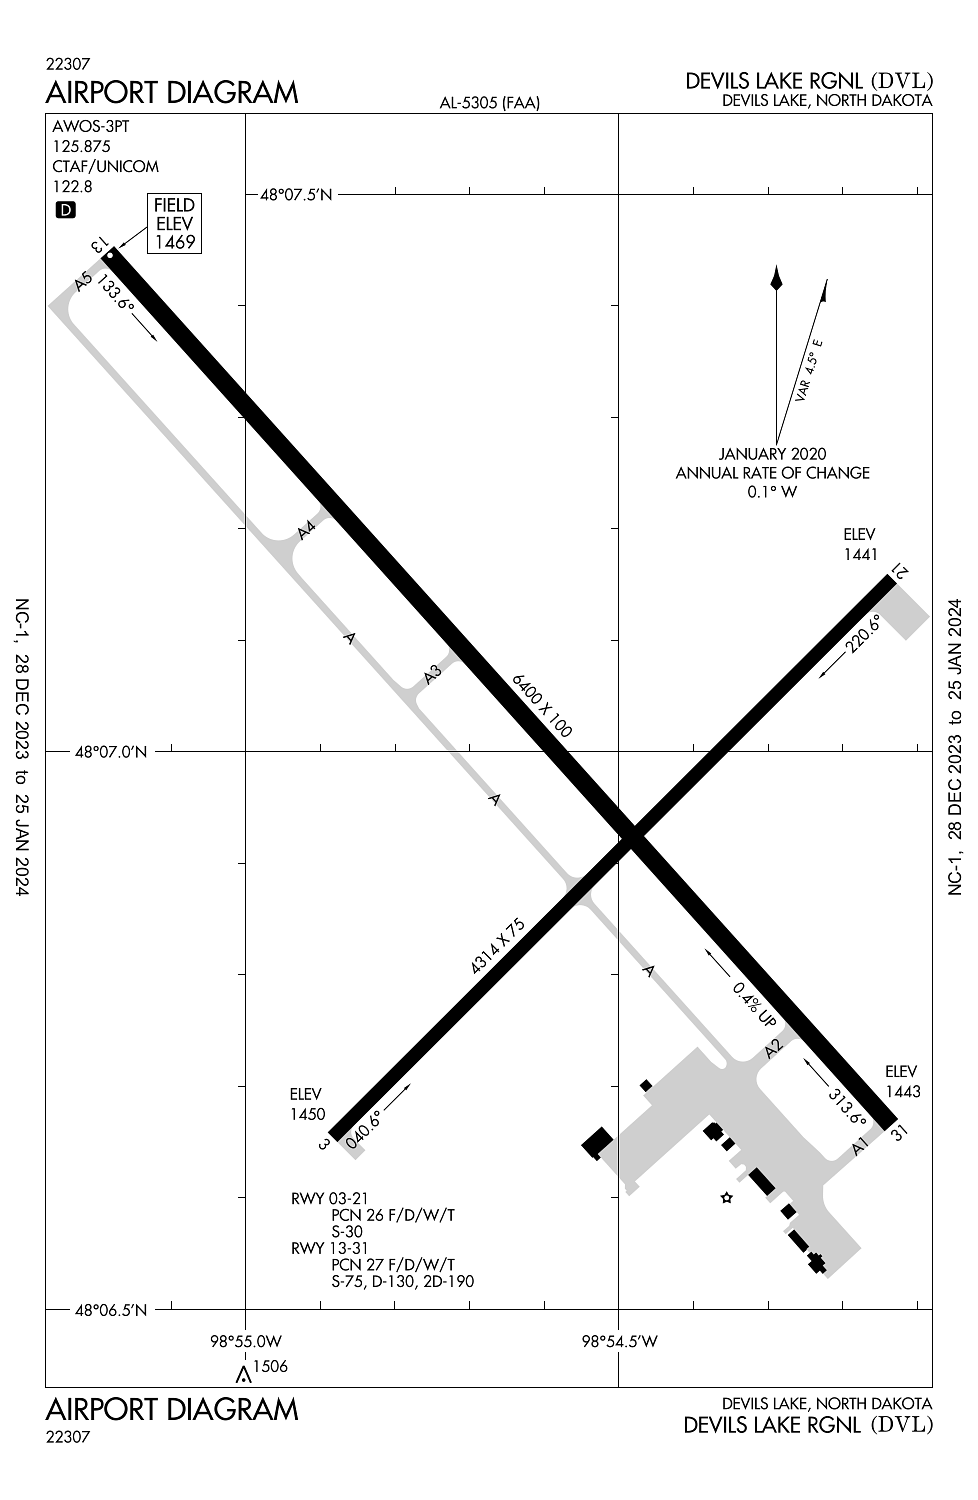 22307
AIRPORT DIAGRAM
AL-5305 (FAA)
DEVILS LAKE RGNL (DVL)
DEVILS LAKE, NORTH DAKOTA
AWOS-3PT
125.875
CTAF/UNICOM
122.8
D
FIELD
ELEV
1469
48°07.5'N
13
A5
133.6°
VAR 4.5° E
JANUARY 2020
ANNUAL RATE OF CHANGE
0.1° W
A4
ELEV
1441
21
220.6°
A
A3
6400 X 100
48°07.0'N
A
4314 X 75
A
0.4% UP
A2
ELEV
1443
313.6°
31
A1
ELEV
1450
3
040.6°
RWY 03-21
PCN 26 F/D/W/T
S-30
RWY 13-31
PCN 27 F/D/W/T
S-75, D-130, 2D-190
48°06.5'N
98°55.0'W
98°54.5'W
1506
NC-1, 28 DEC 2023 to 25 JAN 2024
NC-1, 28 DEC 2023 to 25 JAN 2024
AIRPORT DIAGRAM
22307
DEVILS LAKE, NORTH DAKOTA
DEVILS LAKE RGNL (DVL)